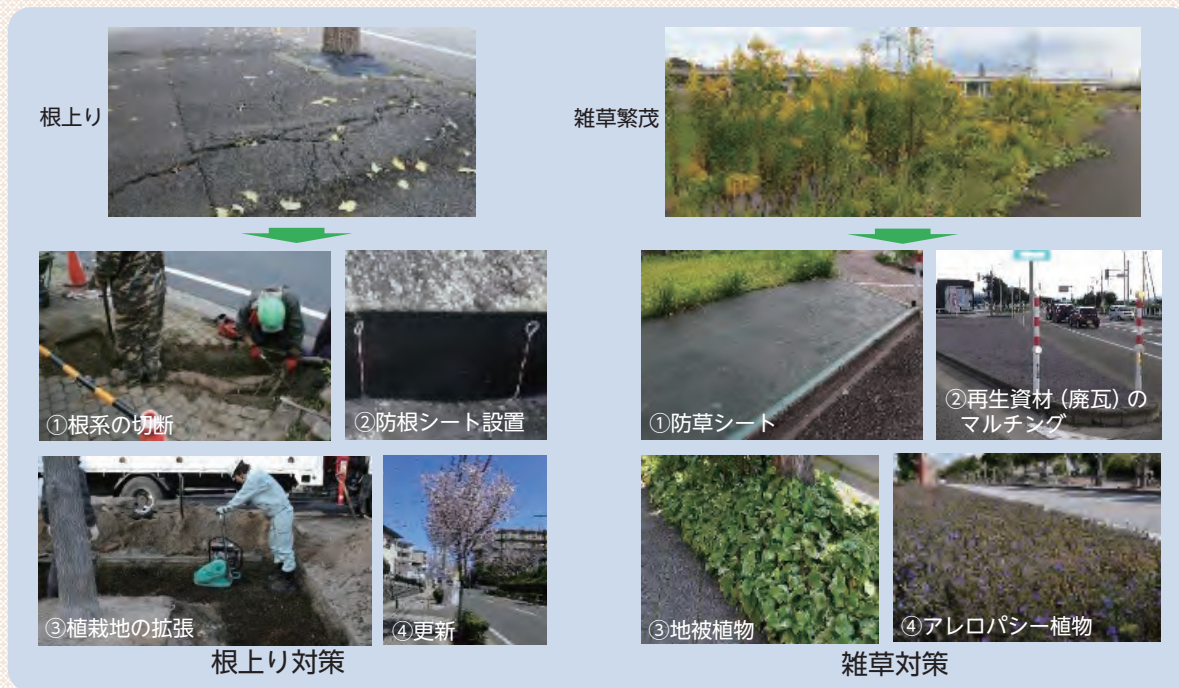 根上り
①根系の切断
②防根シート設置
③植栽地の拡張
④更新
根上り対策
雑草繁茂
①防草シート
②再生資材（廃瓦）の
マルチング
③地被植物
④アレロパシー植物
雑草対策